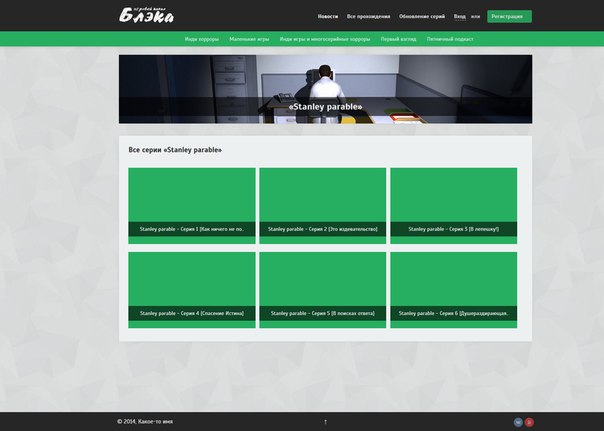 игровой канал
Блэка
Новости Все прохождения Обновление серий Вход или Регистрация
Инди хорроры Маленькие игры Инди игры и многосерийные хорроры Первый взгляд Пятничный подкаст
«Stanley parable»
Все серии «Stanley parable»
Stanley parable - Серия 1 [Как ничего не по..
Stanley parable - Серия 2 [Это издевательство]
Stanley parable - Серия 3 [В лепешку!]
Stanley parable - Серия 4 [Спасение Истина]
Stanley parable - Серия 5 [В поисках ответа]
Stanley parable - Серия 6 [Душераздирающая..
© 2014, Какое-то имя ↑